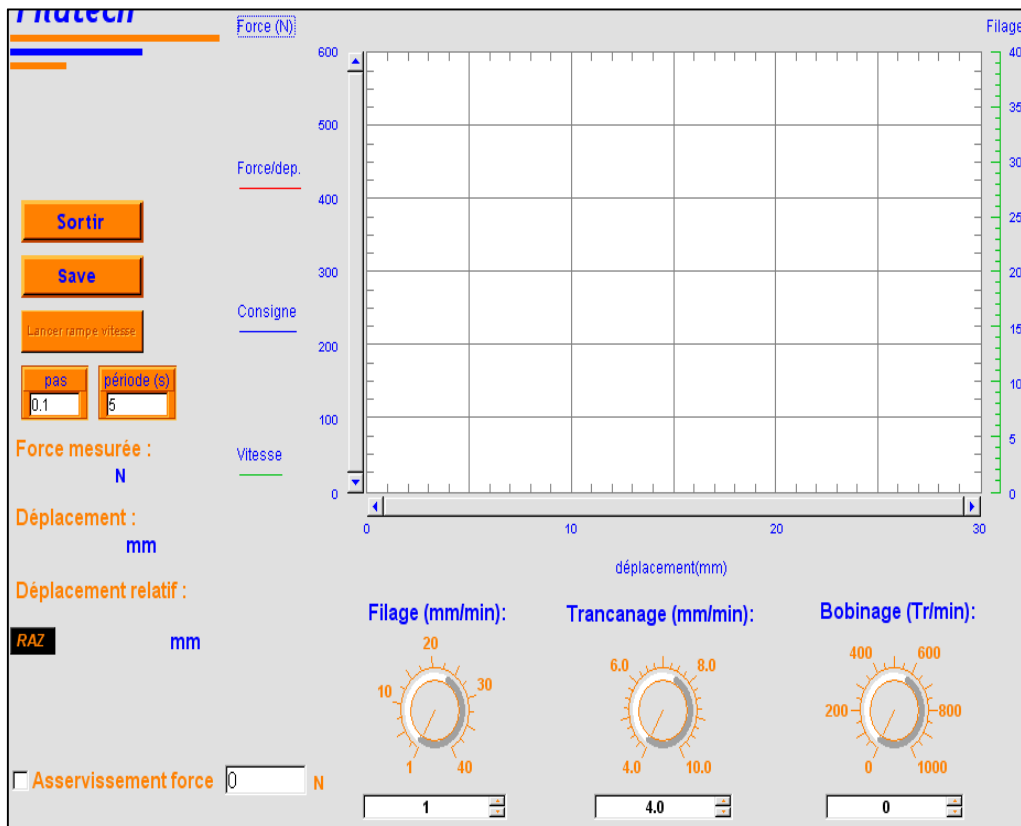 Filatech
Force (N)
Filage
600
500
400
300
200
100
0
40
35
30
25
20
15
10
5
0
Force/dep.
Consigne
Vitesse
0
10
20
30
déplacement(mm)
Sortir
Save
Lancer rampe vitesse
pas
période (s)
0.1
5
Force mesurée :
N
Déplacement :
mm
Déplacement relatif :
RAZ
mm
Asservissement force
0
N
Filage (mm/min):
1
10
20
30
40
1
Trancanage (mm/min):
4.0
6.0
8.0
10.0
4.0
Bobinage (Tr/min):
0
200
400
600
800
1000
0